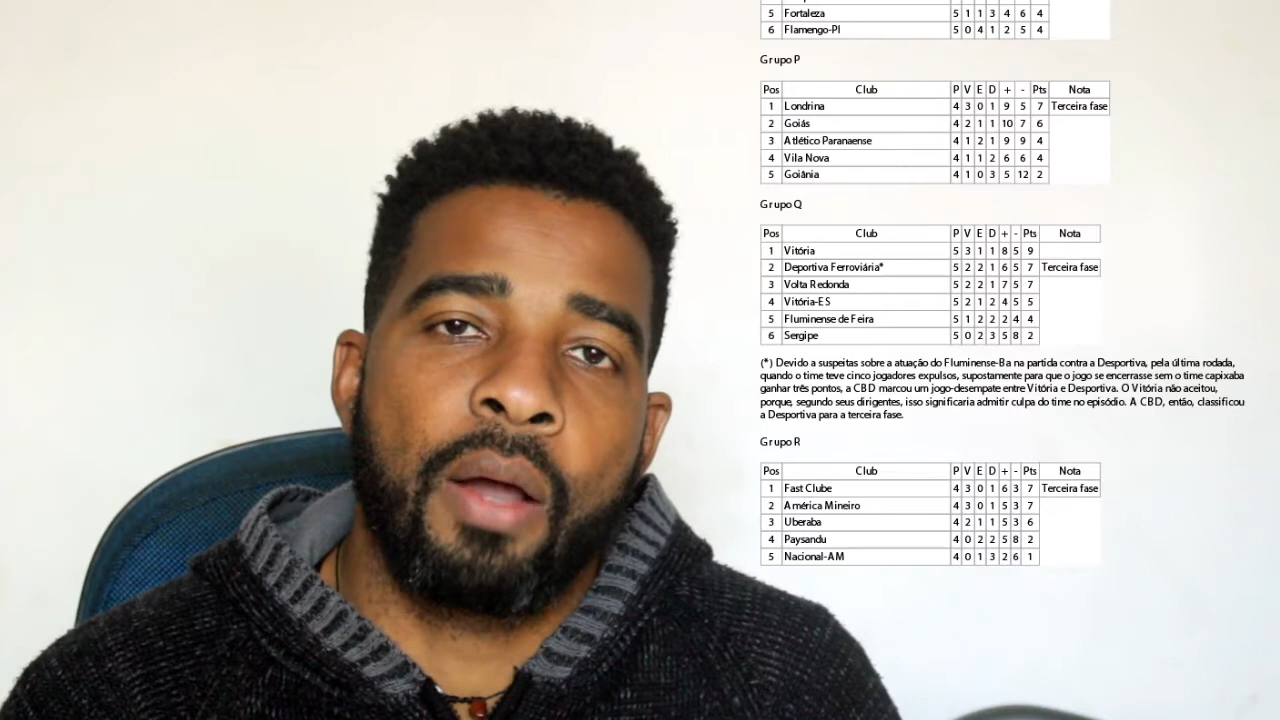 5 Fortaleza 5 1 1 3 4 6 4
6 Flamengo-PI 5 0 4 1 2 5 4
Grupo P
Pos Club P V E D + - Pts Nota
1 Londrina 4 3 0 1 9 5 7 Terceira fase
2 Goiás 4 2 1 1 10 7 6
3 Atlético Paranaense 4 1 2 1 9 9 4
4 Vila Nova 4 1 1 2 6 6 4
5 Goiânia 4 1 0 3 5 12 2
Grupo Q
Pos Club P V E D + - Pts Nota
1 Vitória 5 3 1 1 8 5 9
2 Deportiva Ferroviária* 5 2 2 1 6 5 7 Terceira fase
3 Volta Redonda 5 2 2 1 7 5 7
4 Vitória-ES 5 2 1 2 4 5 5
5 Fluminense de Feira 5 1 2 2 2 4 4
6 Sergipe 5 0 2 3 5 8 2
(*) Devido a suspeitas sobre a atuação do Fluminense-Ba na partida contra a Desportiva, pela última rodada,
quando o time teve cinco jogadores expulsos, supostamente para que o jogo se encerrasse sem o time capixaba
ganhar três pontos, a CBD marcou um jogo-desempate entre Vitória e Desportiva. O Vitória não aceitou,
porque, segundo seus dirigentes, isso significaria admitir culpa do time no episódio. A CBD, então, classificou
a Desportiva para a terceira fase.
Grupo R
Pos Club P V E D + - Pts Nota
1 Fast Clube 4 3 0 1 6 3 7 Terceira fase
2 América Mineiro 4 3 0 1 5 3 7
3 Uberaba 4 2 1 1 5 3 6
4 Paysandu 4 0 2 2 5 8 2
5 Nacional-AM 4 0 1 3 2 6 1